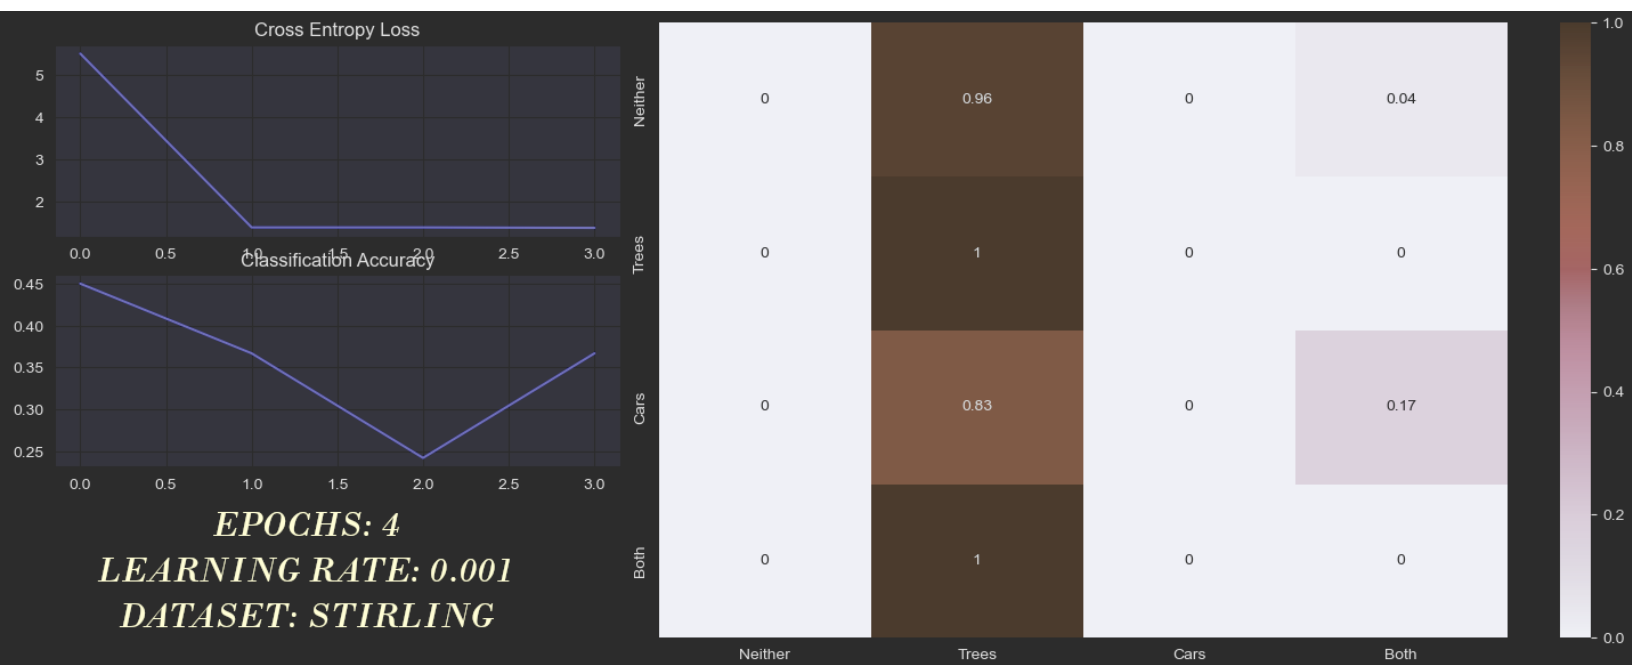 Cross Entropy Loss
5
4
3
2
0.0 0.5 1.0 1.5 2.0 2.5 3.0
Classification Accuracy
0.45
0.40
0.35
0.30
0.25
0.0 0.5 1.0 1.5 2.0 2.5 3.0
EPOCHS: 4
LEARNING RATE: 0.001
DATASET: STIRLING
Neither 0 0.96 0 0.04
Trees 0 1 0 0
Cars 0 0.83 0 0.17
Both 0 1 0 0
Neither Trees Cars Both
1.0
0.8
0.6
0.4
0.2
0.0